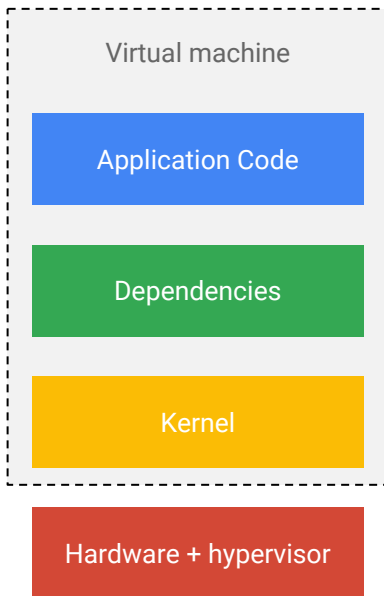 Virtual machine
Application Code
Dependencies
Kernel
Hardware + hypervisor